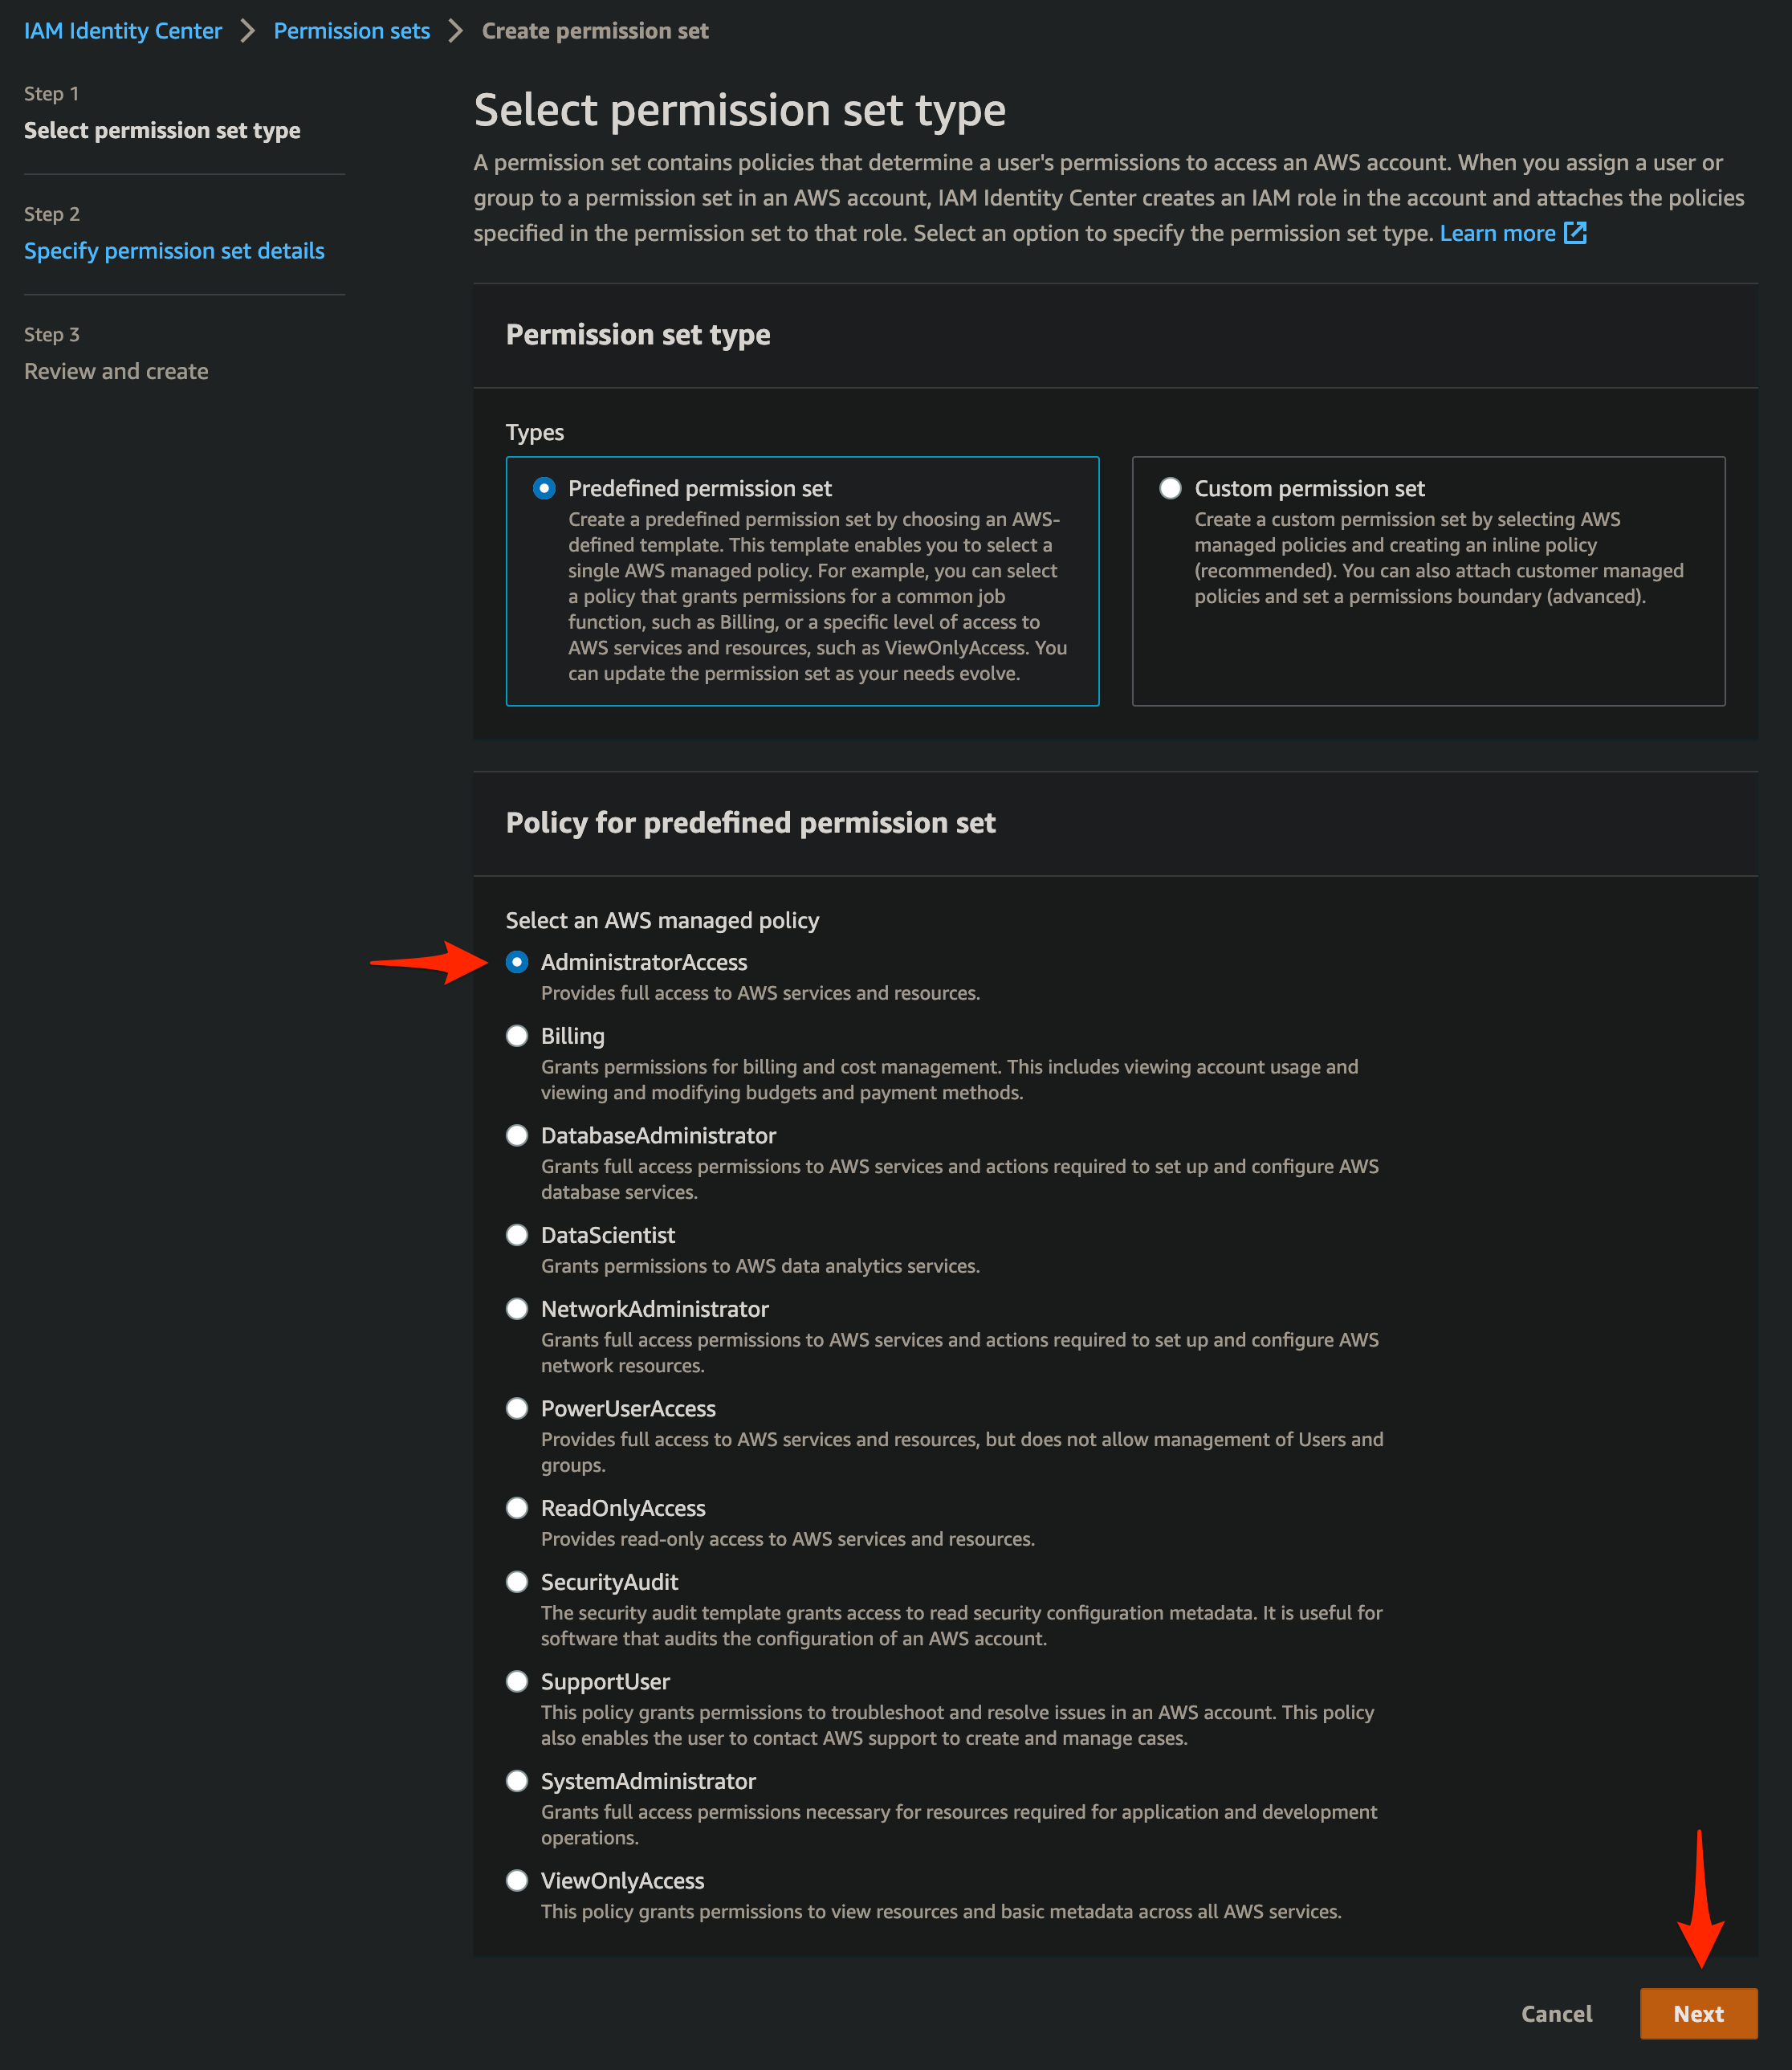 IAM Identity Center > Permission sets > Create permission set
Step 1
Select permission set type
Step 2
Specify permission set details
Step 3
Review and create
Select permission set type
A permission set contains policies that determine a user's permissions to access an AWS account. When you assign a user or
group to a permission set in an AWS account, IAM Identity Center creates an IAM role in the account and attaches the policies
specified in the permission set to that role. Select an option to specify the permission set type. Learn more
Permission set type
Types
Predefined permission set
Create a predefined permission set by choosing an AWS-
defined template. This template enables you to select a
single AWS managed policy. For example, you can select
a policy that grants permissions for a common job
function, such as Billing, or a specific level of access to
AWS services and resources, such as ViewOnlyAccess. You
can update the permission set as your needs evolve.
Custom permission set
Create a custom permission set by selecting AWS
managed policies and creating an inline policy
(recommended). You can also attach customer managed
policies and set a permissions boundary (advanced).
Policy for predefined permission set
Select an AWS managed policy
AdministratorAccess
Provides full access to AWS services and resources.
Billing
Grants permissions for billing and cost management. This includes viewing account usage and
viewing and modifying budgets and payment methods.
DatabaseAdministrator
Grants full access permissions to AWS services and actions required to set up and configure AWS
database services.
DataScientist
Grants permissions to AWS data analytics services.
NetworkAdministrator
Grants full access permissions to AWS services and actions required to set up and configure AWS
network resources.
PowerUserAccess
Provides full access to AWS services and resources, but does not allow management of Users and
groups.
ReadOnlyAccess
Provides read-only access to AWS services and resources.
SecurityAudit
The security audit template grants access to read security configuration metadata. It is useful for
software that audits the configuration of an AWS account.
SupportUser
This policy grants permissions to troubleshoot and resolve issues in an AWS account. This policy
also enables the user to contact AWS support to create and manage cases.
SystemAdministrator
Grants full access permissions necessary for resources required for application and development
operations.
ViewOnlyAccess
This policy grants permissions to view resources and basic metadata across all AWS services.
Cancel
Next